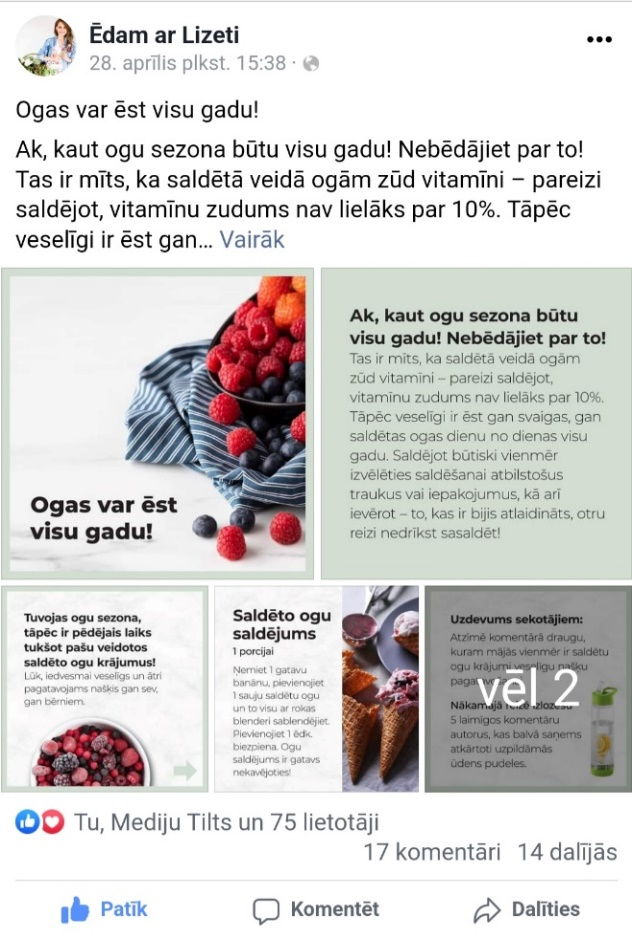 Ēdam ar Lizeti
28. aprīlis plkst. 15:38 ·
Ogas var ēst visu gadu!
Ak, kaut ogu sezona būtu visu gadu! Nebēdājiet par to!
Tas ir mīts, ka saldētā veidā ogām zūd vitamīni – pareizi
saldējot, vitamīnu zudums nav lielāks par 10%. Tāpēc
veselīgi ir ēst gan... Vairāk
Ogas var ēst
visu gadu!
Ak, kaut ogu sezona būtu
visu gadu! Nebēdājiet par to!
Tas ir mīts, ka saldētā veidā ogām
zūd vitamīni – pareizi saldējot,
vitamīnu zudums nav lielāks par 10%.
Tāpēc veselīgi ir ēst gan svaigas, gan
saldētas ogas dienu no dienas visu
gadu. Saldējot būtiski vienmēr
izvēlēties saldēšanai atbilstošus
traukus vai iepakojumus, kā arī
ievērot – to, kas ir bijis atlaidināts, otru
reizi nedrīkst sasaldēt!
Tuvojas ogu sezona,
tāpēc ir pēdējais laiks
tukšot pašu veidotos
saldēto ogu krājumus!
Lūk, iedvesmai veselīgs un ātri
pagatavojams našķis gan sev,
gan bērniem.
Saldēto ogu
saldējums
1 porcijai
Ņemiet 1 gatavu
banānu, pievienojiet
1 sauju saldētu ogu
un to visu ar rokas
blenderi sablendējiet.
Pievienojiet 1 ēdk.
biezpiena. Ogu
saldējums ir gatavs
nekavējoties!
Uzdevums sekotājiem:
Atzīmē komentārā draugu,
kuram mājās vienmēr ir saldētu
ogu krājumi veselīgu našķu
vēl 2
Nākamajā reizē izlozēsim
5 laimīgos komentāru
autorus, kas balvā saņems
atkārtoti uzpildāmās
ūdens pudeles.
Tu, Mediju Tilts un 75 lietotāji
17 komentāri 14 dalījās
Patīk Komentēt Dalīties